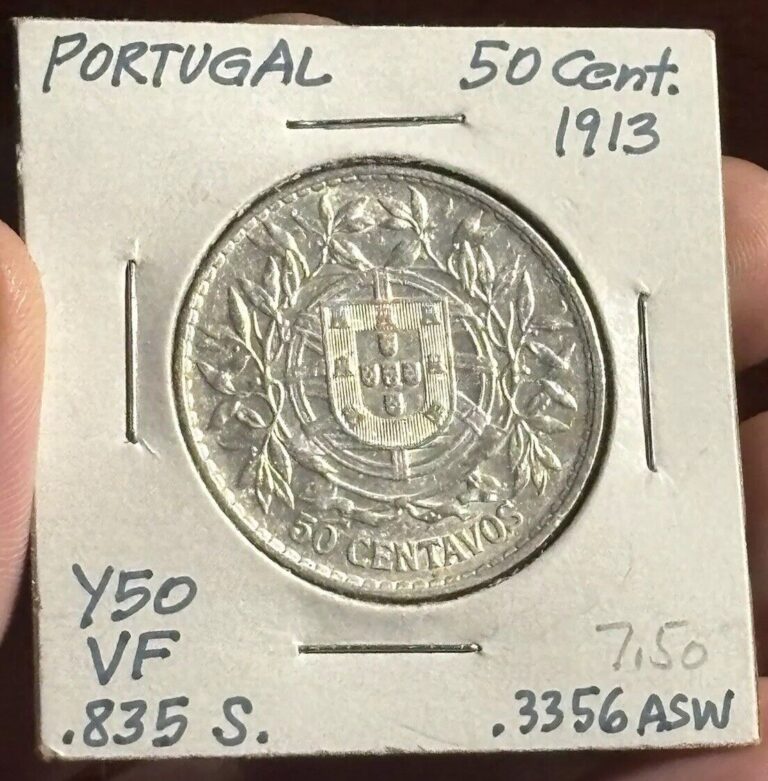 PORTUGAL 50 Cent.
1913
50 CENTAVOS
Y50
VF 7.50
.835 S. .3356 ASW